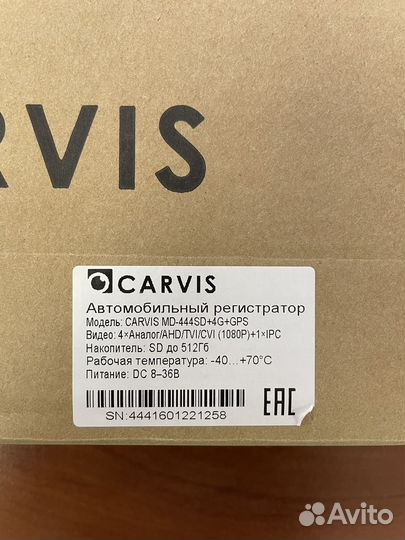 RVIS
CARVIS
Автомобильный регистратор
Модель: CARVIS MD-444SD+4G+GPS
Видео: 4×Аналог/AHD/TVI/CVI (1080P)+1×IPC
Накопитель: SD до 512Гб
Рабочая температура: -40...+70°C
Питание: DC 8–36В
SN:4441601221258
EAC
Avito